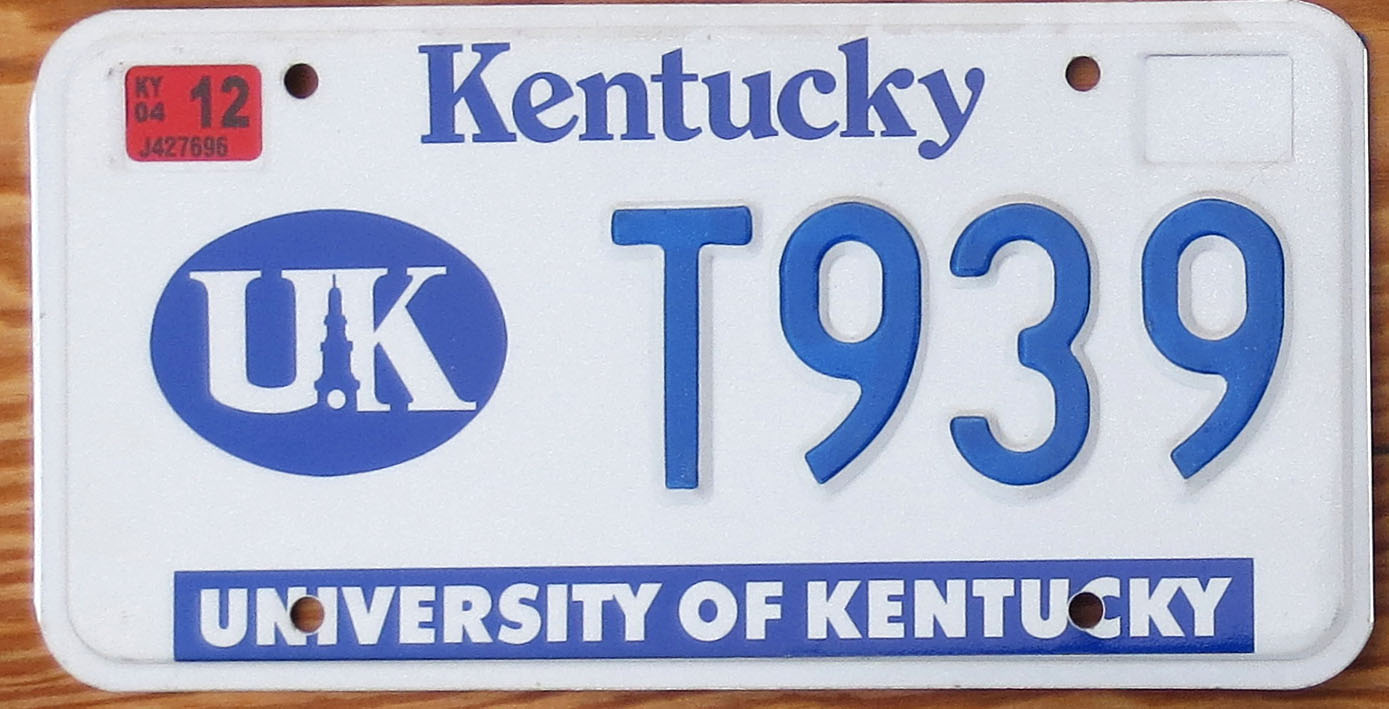 KY 12
04
J427696
Kentucky
UK
T939
UNIVERSITY OF KENTUCKY